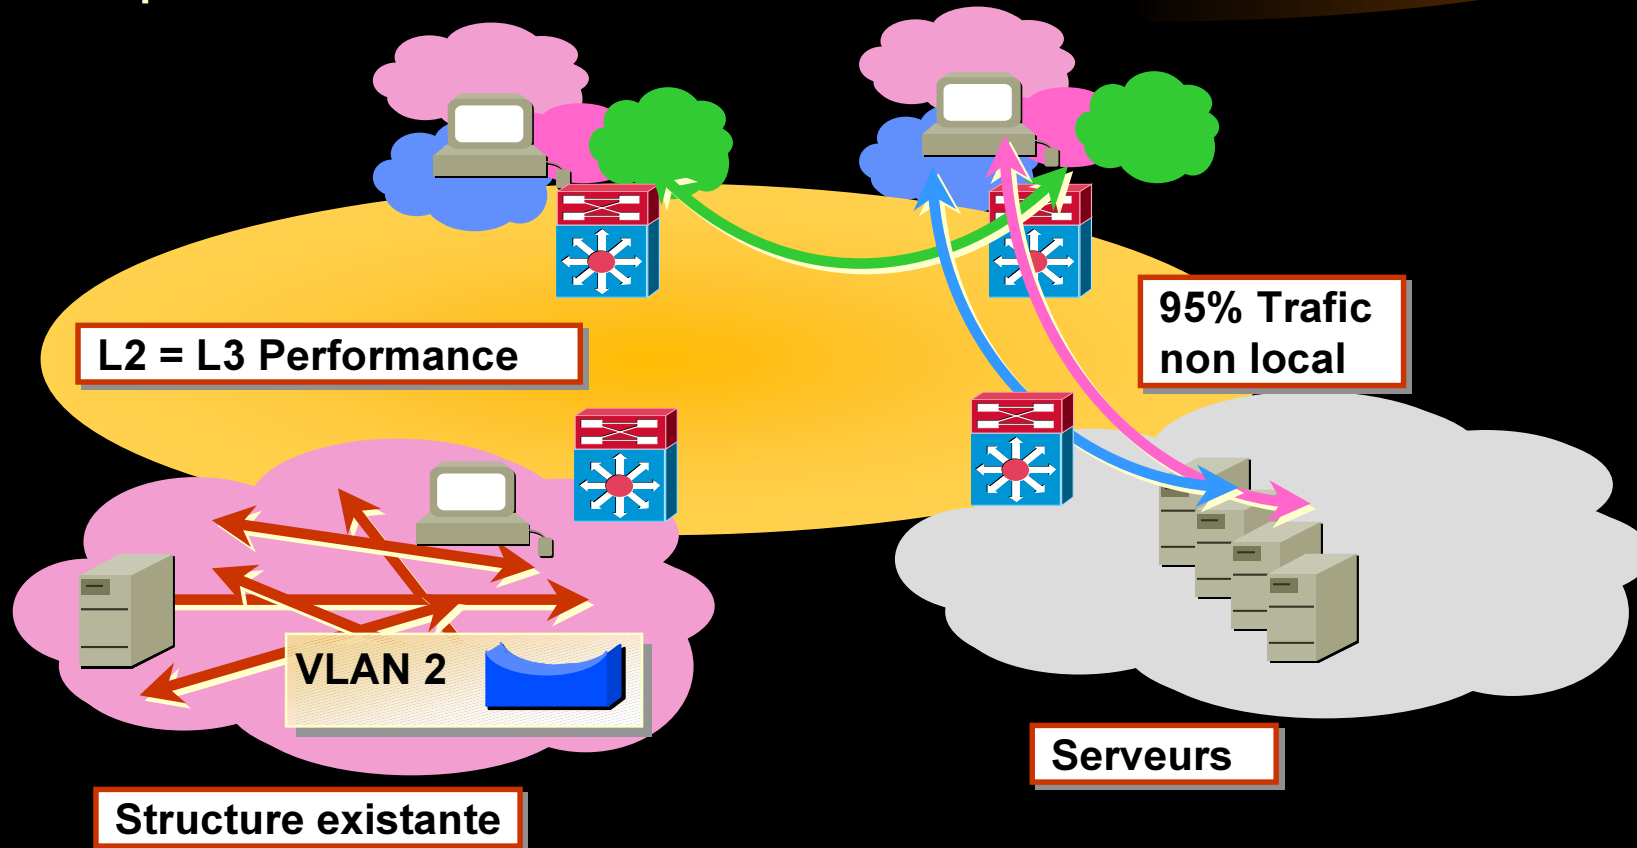 95% Trafic
non local
L2 = L3 Performance
VLAN 2
Serveurs
Structure existante